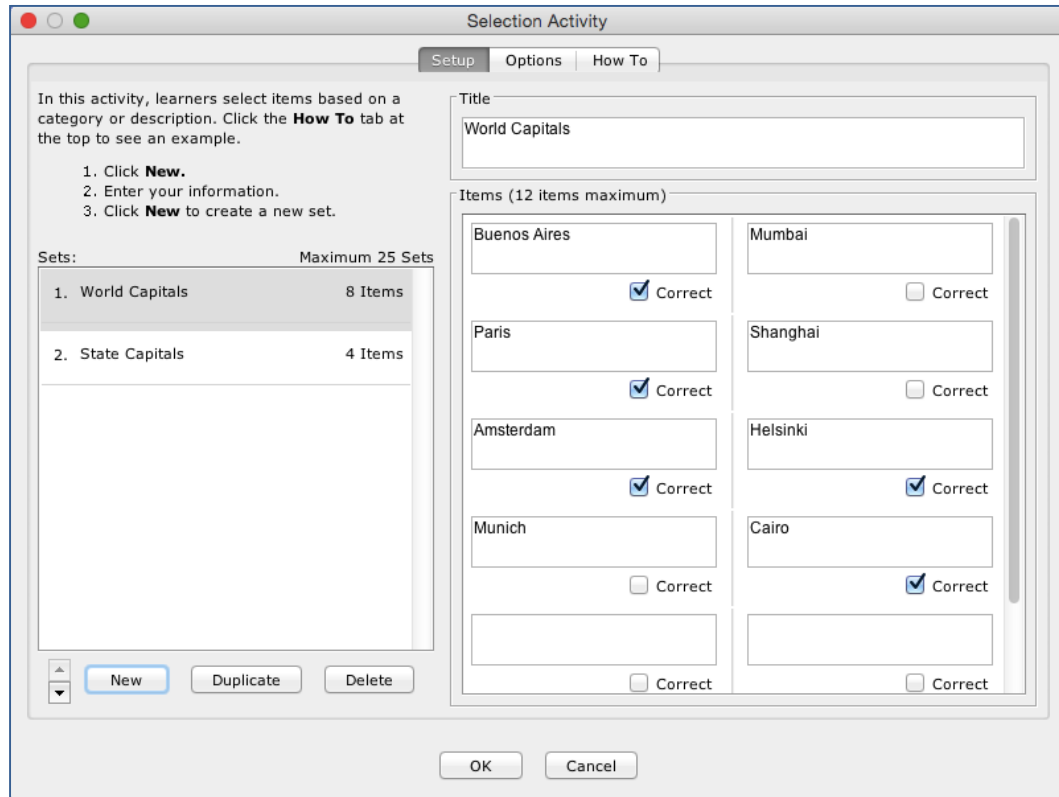 Selection Activity
Setup Options How To
In this activity, learners select items based on a
category or description. Click the How To tab at
the top to see an example.
1. Click New.
2. Enter your information.
3. Click New to create a new set.
Sets: Maximum 25 Sets
1. World Capitals 8 Items
2. State Capitals 4 Items
New Duplicate Delete
Title
World Capitals
Items (12 items maximum)
Buenos Aires Mumbai
Correct Correct
Paris Shanghai
Correct Correct
Amsterdam Helsinki
Correct Correct
Munich Cairo
Correct Correct
Correct Correct
OK Cancel